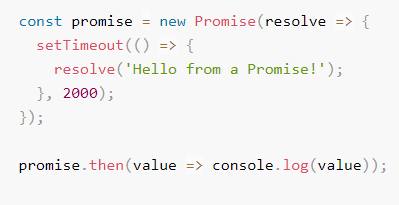 const promise = new Promise(resolve => {
  setTimeout(() => {
    resolve('Hello from a Promise!');
  }, 2000);
});

promise.then(value => console.log(value));